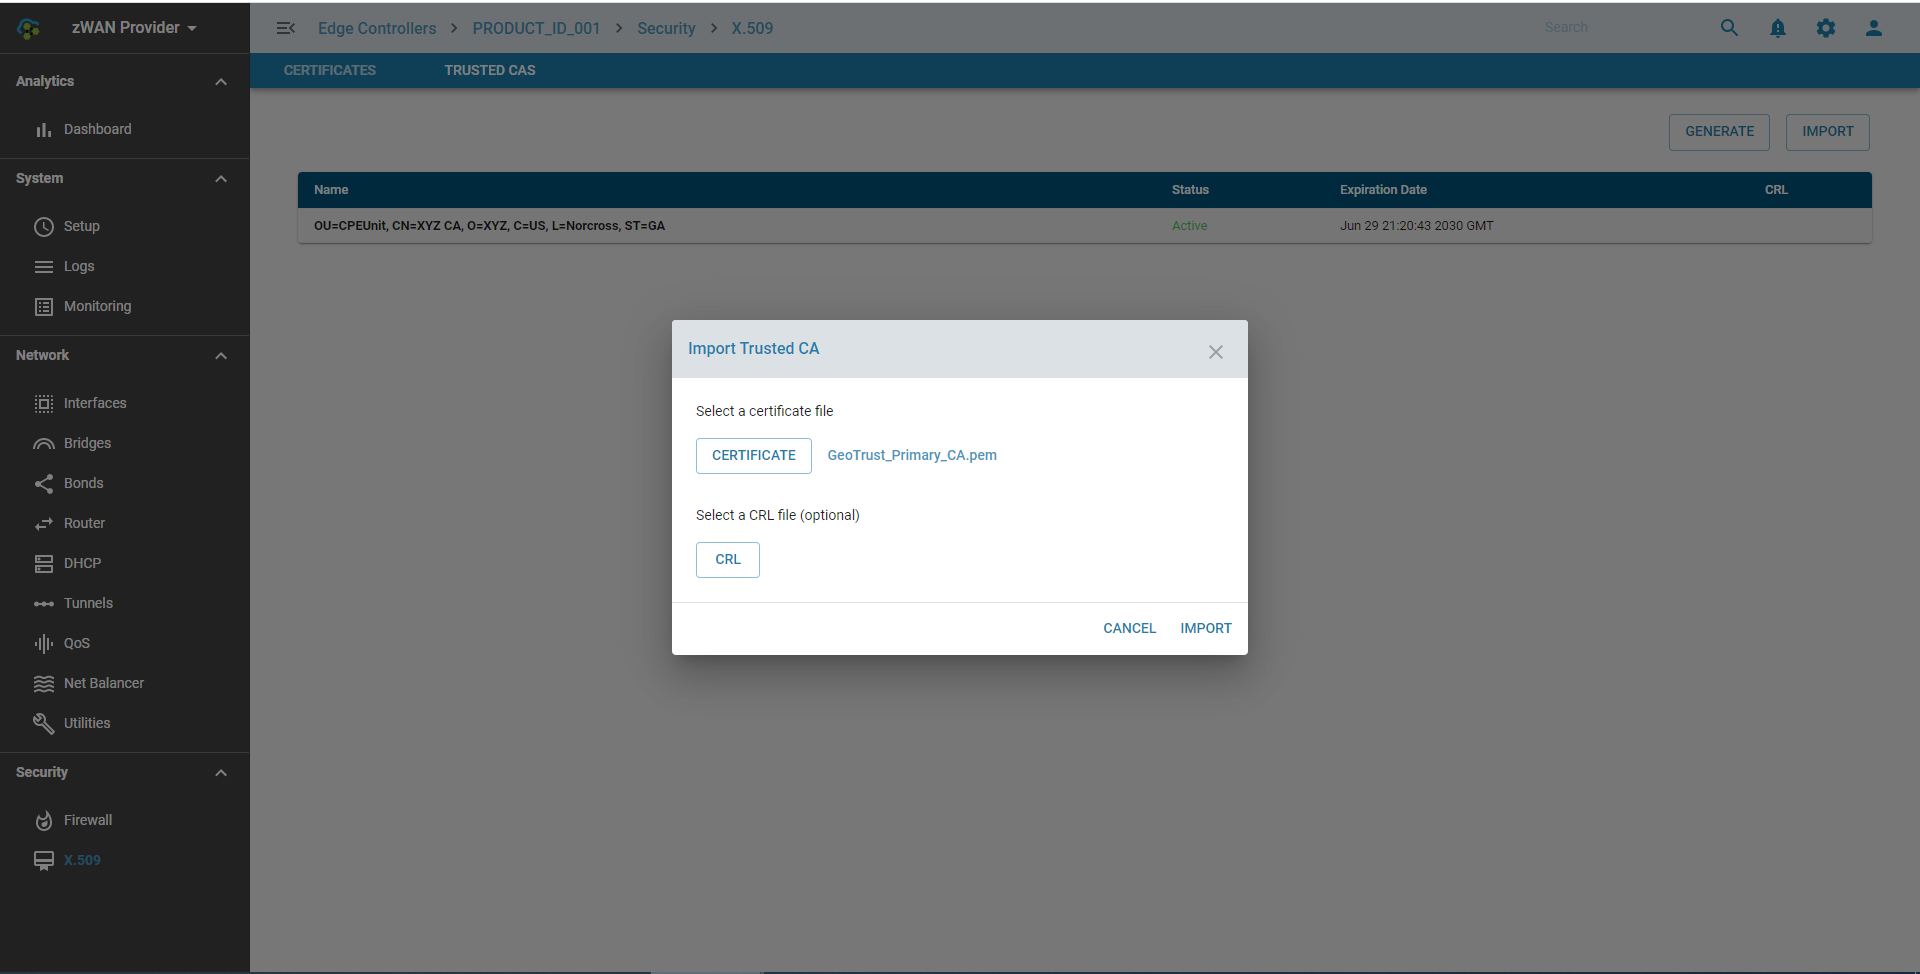 zWAN Provider
Edge Controllers > PRODUCT_ID_001 > Security > X.509
Search
CERTIFICATES
TRUSTED CAS
Analytics
Dashboard
System
Setup
Logs
Monitoring
Network
Interfaces
Bridges
Bonds
Router
DHCP
Tunnels
QoS
Net Balancer
Utilities
Security
Firewall
X.509
GENERATE
IMPORT
Name Status Expiration Date CRL
OU=CPEUnit, CN=XYZ CA, O=XYZ, C=US, L=Norcross, ST=GA Active Jun 29 21:20:43 2030 GMT
Import Trusted CA
Select a certificate file
CERTIFICATE GeoTrust_Primary_CA.pem
Select a CRL file (optional)
CRL
CANCEL IMPORT